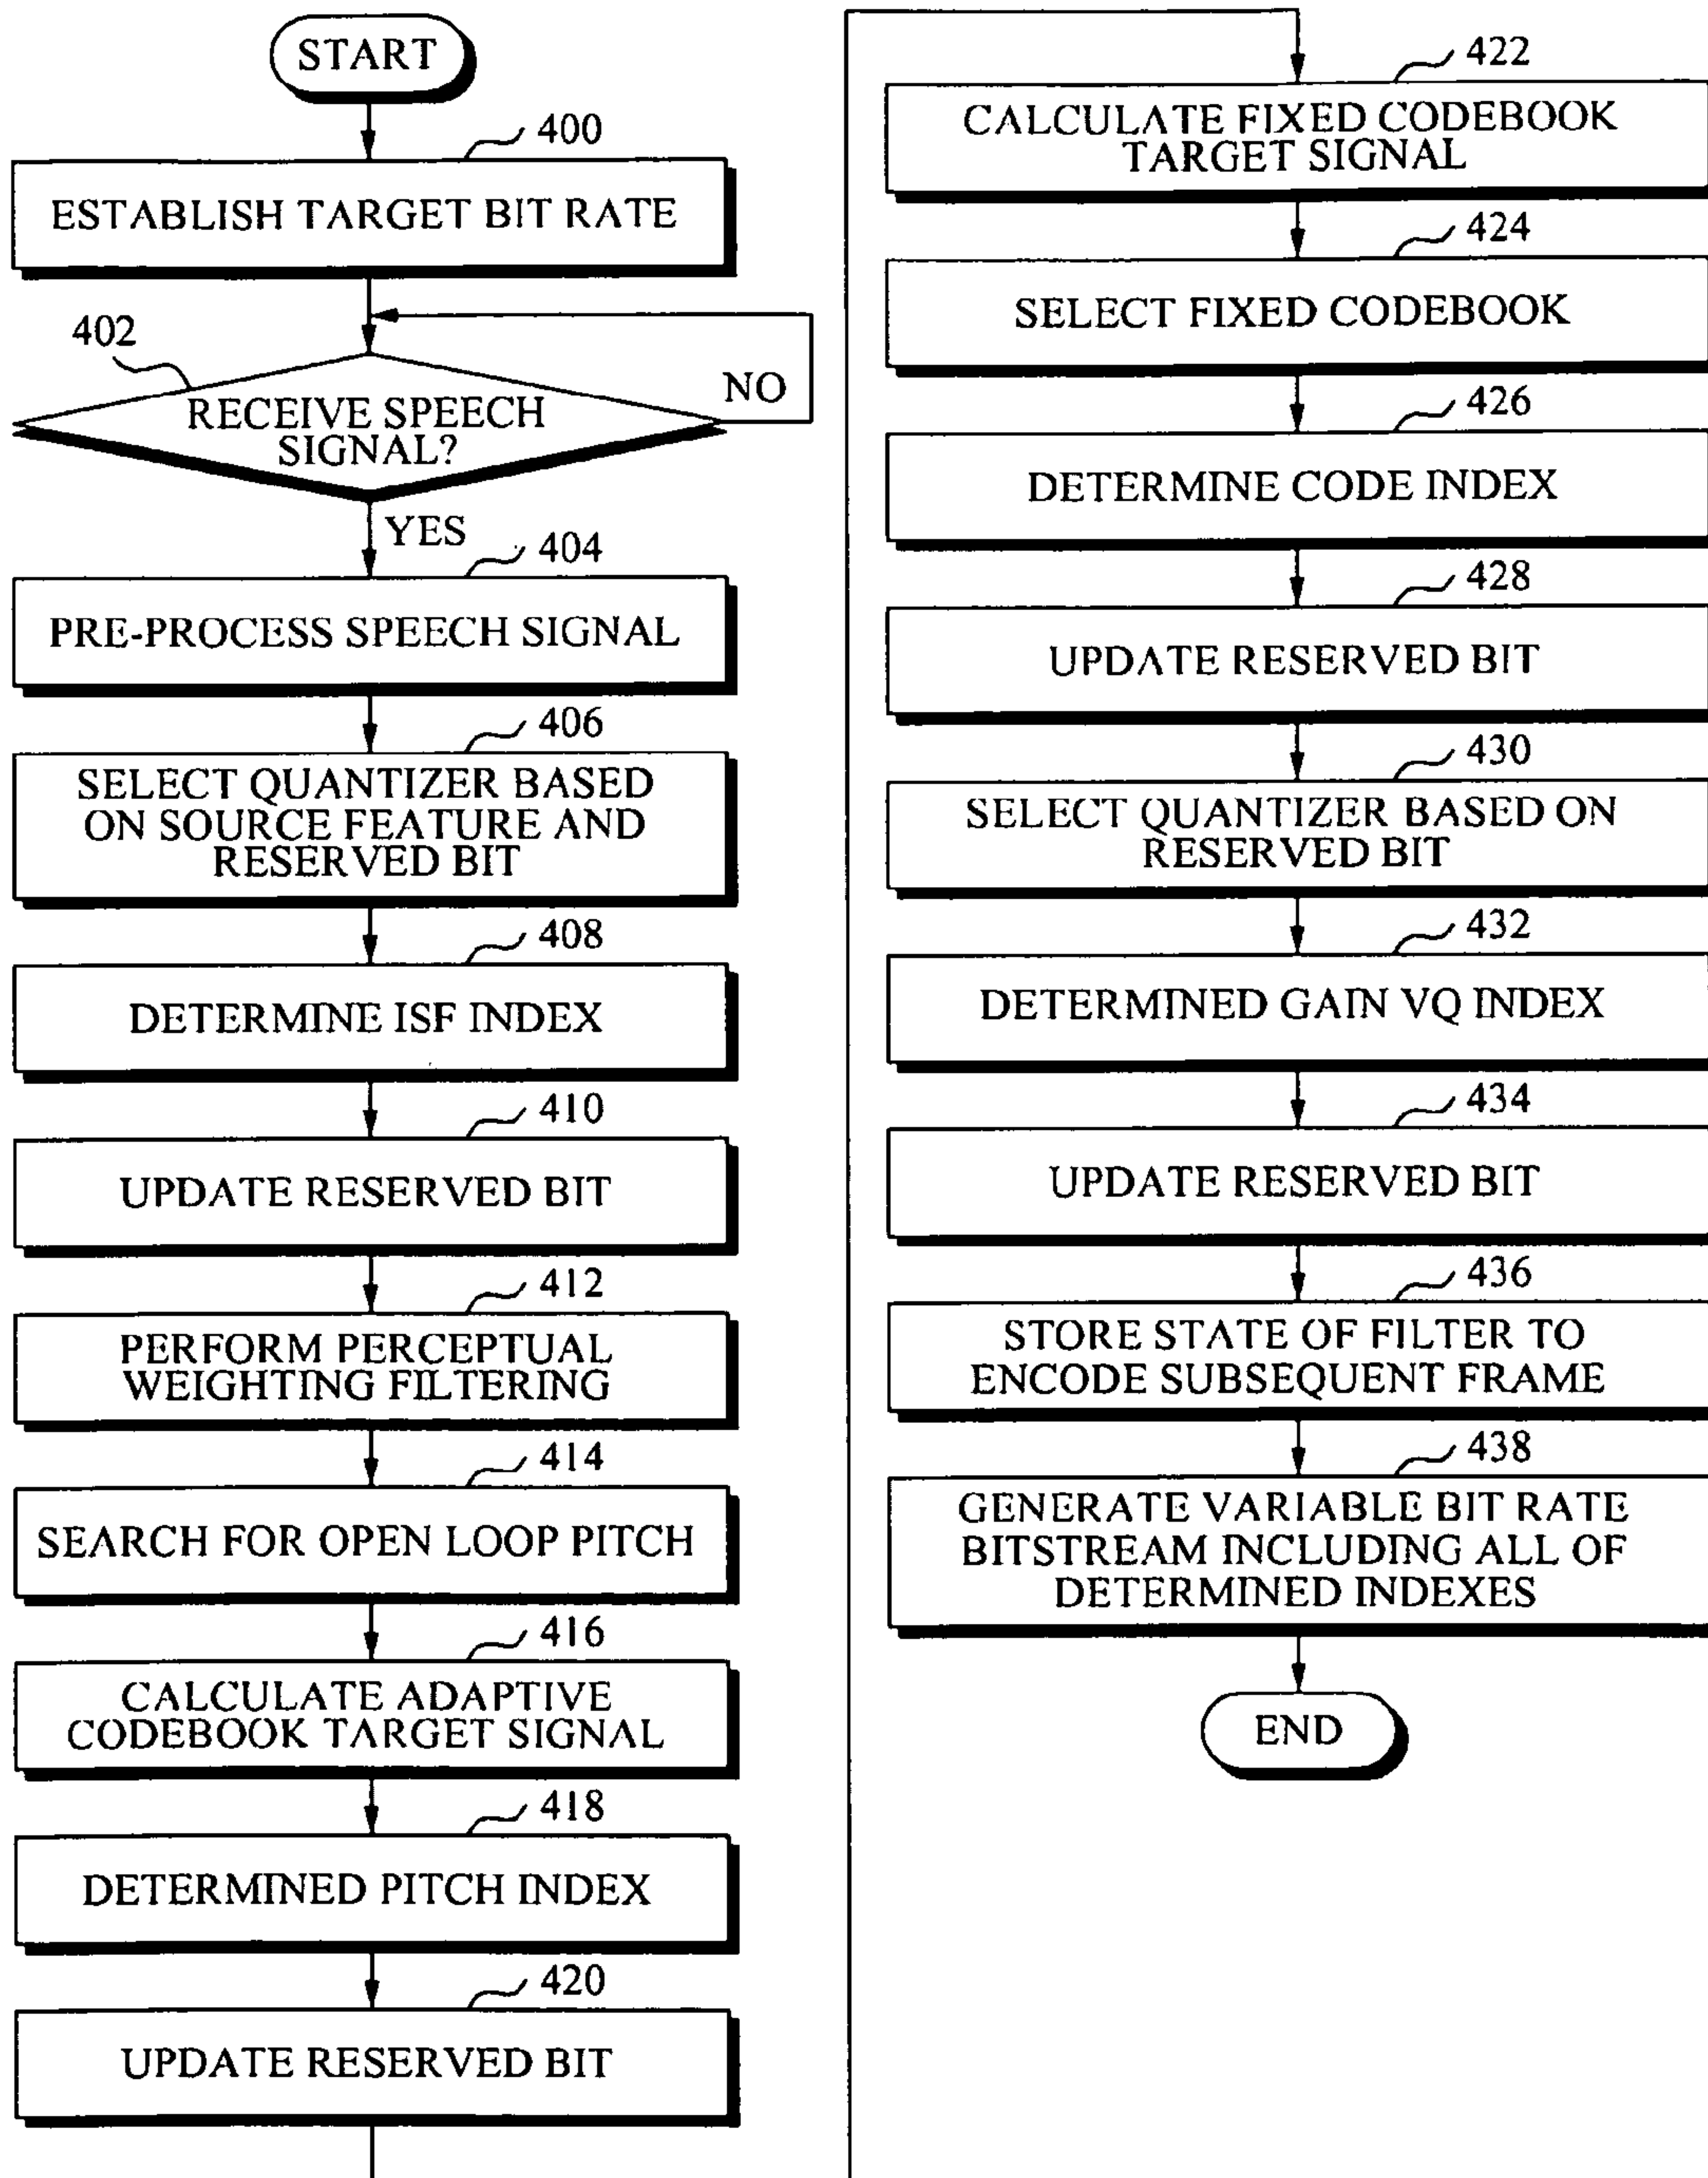 START
400
ESTABLISH TARGET BIT RATE
402
NO
RECEIVE SPEECH
SIGNAL?
YES
404
PRE-PROCESS SPEECH SIGNAL
406
SELECT QUANTIZER BASED
ON SOURCE FEATURE AND
RESERVED BIT
408
DETERMINE ISF INDEX
410
UPDATE RESERVED BIT
412
PERFORM PERCEPTUAL
WEIGHTING FILTERING
414
SEARCH FOR OPEN LOOP PITCH
416
CALCULATE ADAPTIVE
CODEBOOK TARGET SIGNAL
418
DETERMINED PITCH INDEX
420
UPDATE RESERVED BIT
422
CALCULATE FIXED CODEBOOK
TARGET SIGNAL
424
SELECT FIXED CODEBOOK
426
DETERMINE CODE INDEX
428
UPDATE RESERVED BIT
430
SELECT QUANTIZER BASED ON
RESERVED BIT
432
DETERMINED GAIN VQ INDEX
434
UPDATE RESERVED BIT
436
STORE STATE OF FILTER TO
ENCODE SUBSEQUENT FRAME
438
GENERATE VARIABLE BIT RATE
BITSTREAM INCLUDING ALL OF
DETERMINED INDEXES
END